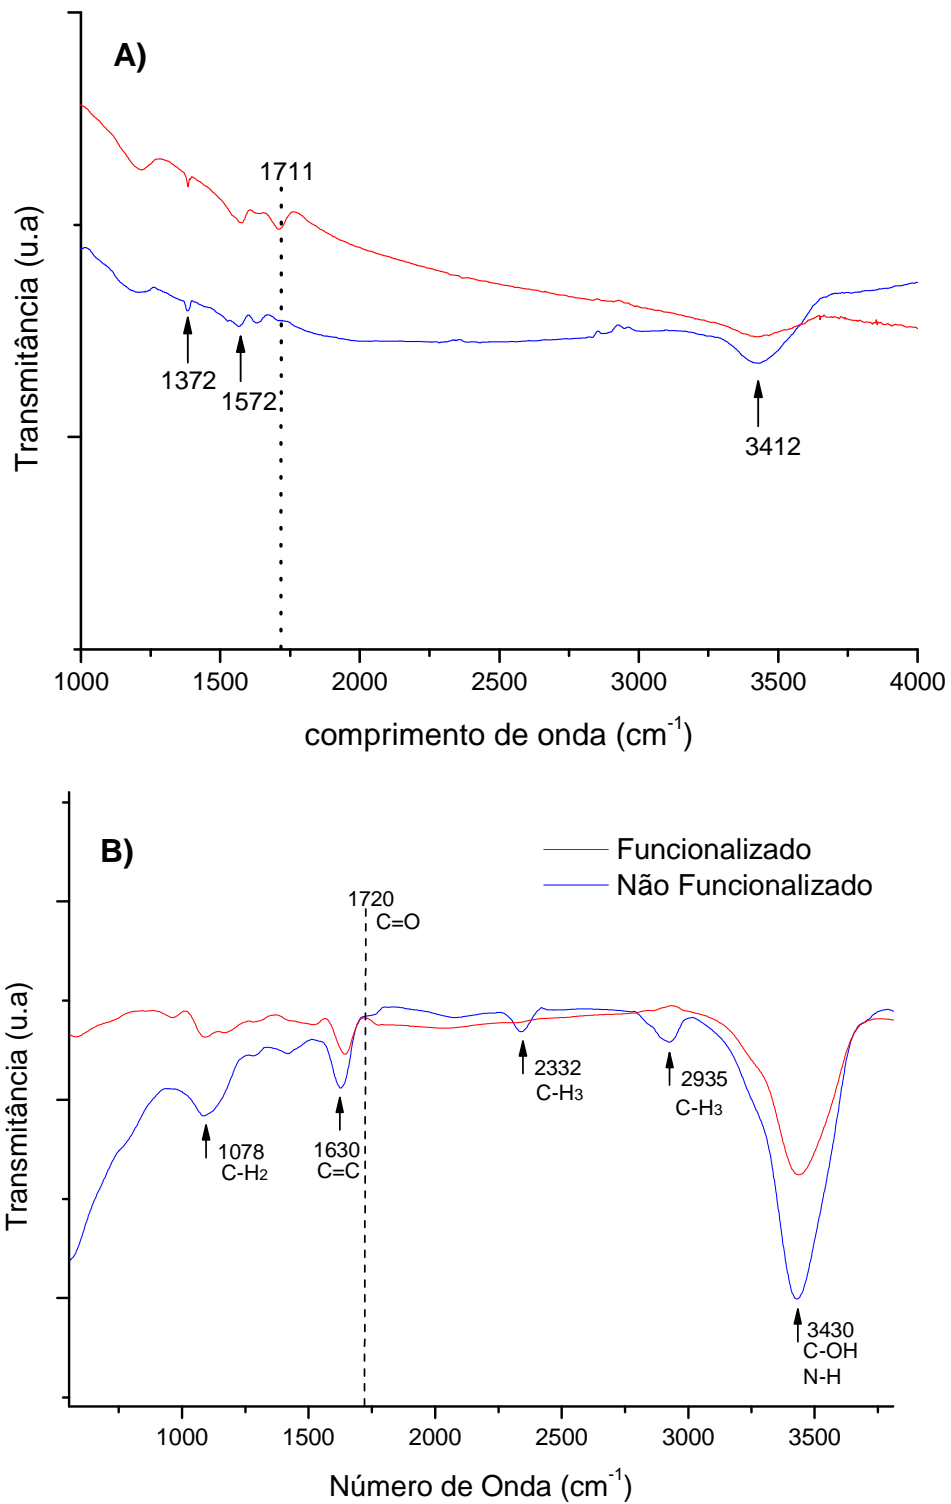 A)
1711
1372
1572
3412
Transmitância (u.a)
1000 1500 2000 2500 3000 3500 4000
comprimento de onda (cm⁻¹)
B)
Funcionalizado
Não Funcionalizado
1720
C=O
2332
C-H₃
2935
C-H₃
1078
C-H₂
1630
C=C
3430
C-OH
N-H
Transmitância (u.a)
1000 1500 2000 2500 3000 3500
Número de Onda (cm⁻¹)